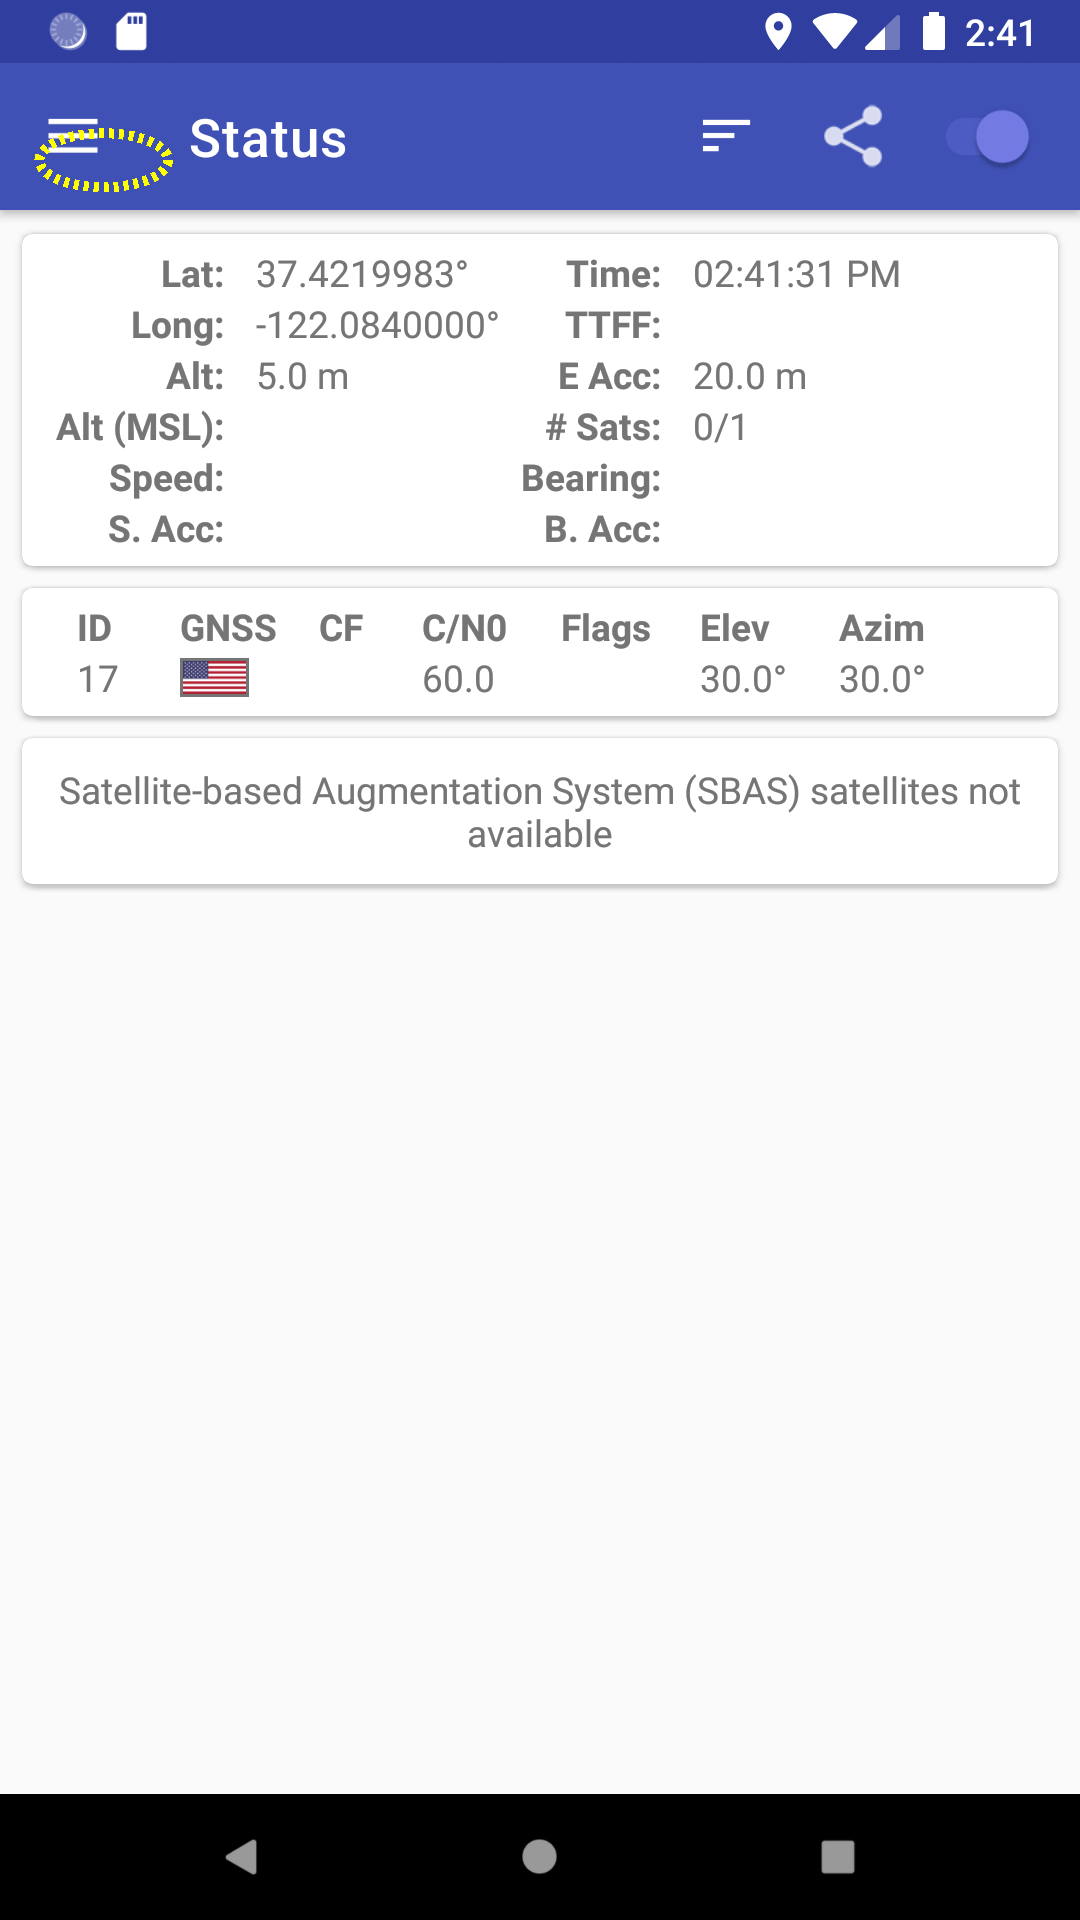 2:41
Status
Lat: 37.4219983° Time: 02:41:31 PM
Long: -122.0840000° TTFF:
Alt: 5.0 m E Acc: 20.0 m
Alt (MSL): # Sats: 0/1
Speed: Bearing:
S. Acc: B. Acc:
ID GNSS CF C/N0 Flags Elev Azim
17 60.0 30.0° 30.0°
Satellite-based Augmentation System (SBAS) satellites not
available